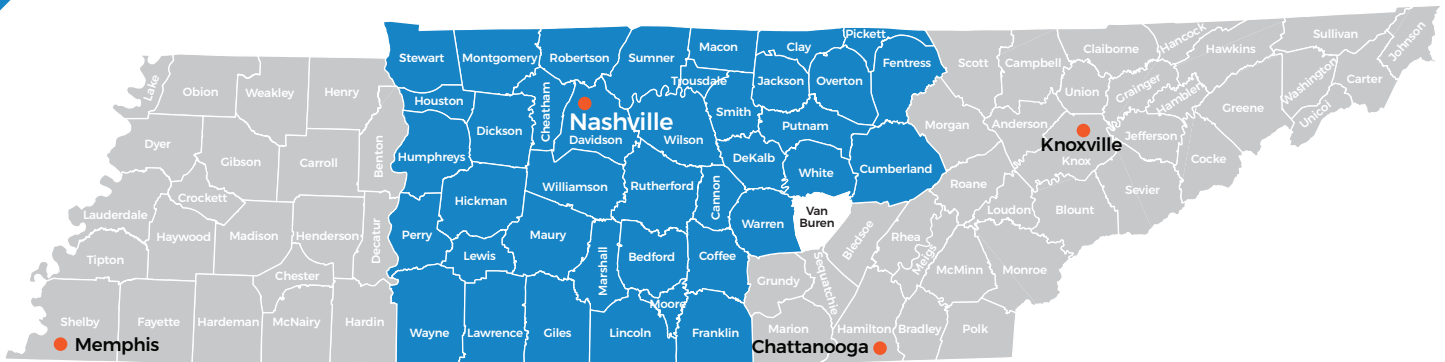 Lake
Obion
Weakley
Henry
Dyer
Gibson
Carroll
Benton
Crockett
Lauderdale
Haywood
Madison
Henderson
Decatur
Tipton
Chester
Shelby
Fayette
Hardeman
McNairy
Hardin
Memphis
Stewart
Montgomery
Robertson
Sumner
Macon
Clay
Pickett
Fentress
Trousdale
Jackson
Overton
Houston
Dickson
Cheatham
Nashville
Davidson
Wilson
Smith
Putnam
Humphreys
DeKalb
White
Cumberland
Hickman
Williamson
Rutherford
Cannon
Warren
Van
Buren
Perry
Lewis
Maury
Marshall
Bedford
Coffee
Moore
Wayne
Lawrence
Giles
Lincoln
Franklin
Scott
Campbell
Claiborne
Hancock
Hawkins
Sullivan
Johnson
Union
Grainger
Hamblen
Washington
Carter
Unicoi
Greene
Morgan
Anderson
Knoxville
Knox
Jefferson
Cocke
Sevier
Roane
Loudon
Blount
Bledsoe
Rhea
Meigs
McMinn
Monroe
Grundy
Sequatchie
Marion
Hamilton
Bradley
Polk
Chattanooga